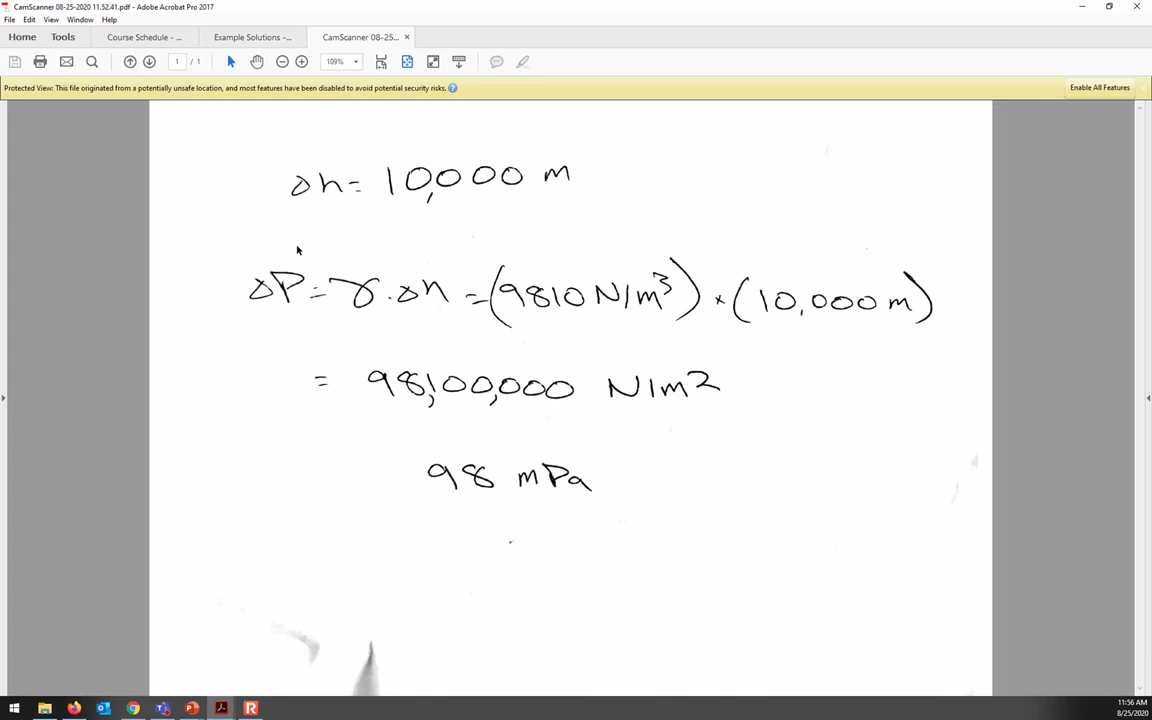 CamScanner 08-25-2020 11.52.41.pdf - Adobe Acrobat Pro 2017
File Edit View Window Help
Home Tools Course Schedule - ... Example Solutions -... CamScanner 08-25... ×
1 / 1 109%
Protected View: This file originated from a potentially unsafe location, and most features have been disabled to avoid potential security risks. Enable All Features
Δh= 10,000 m
ΔP= γ·Δh =(9810 N/m³) × (10,000 m)
= 98,100,000 N/m²
98 mPa
11:56 AM
8/25/2020